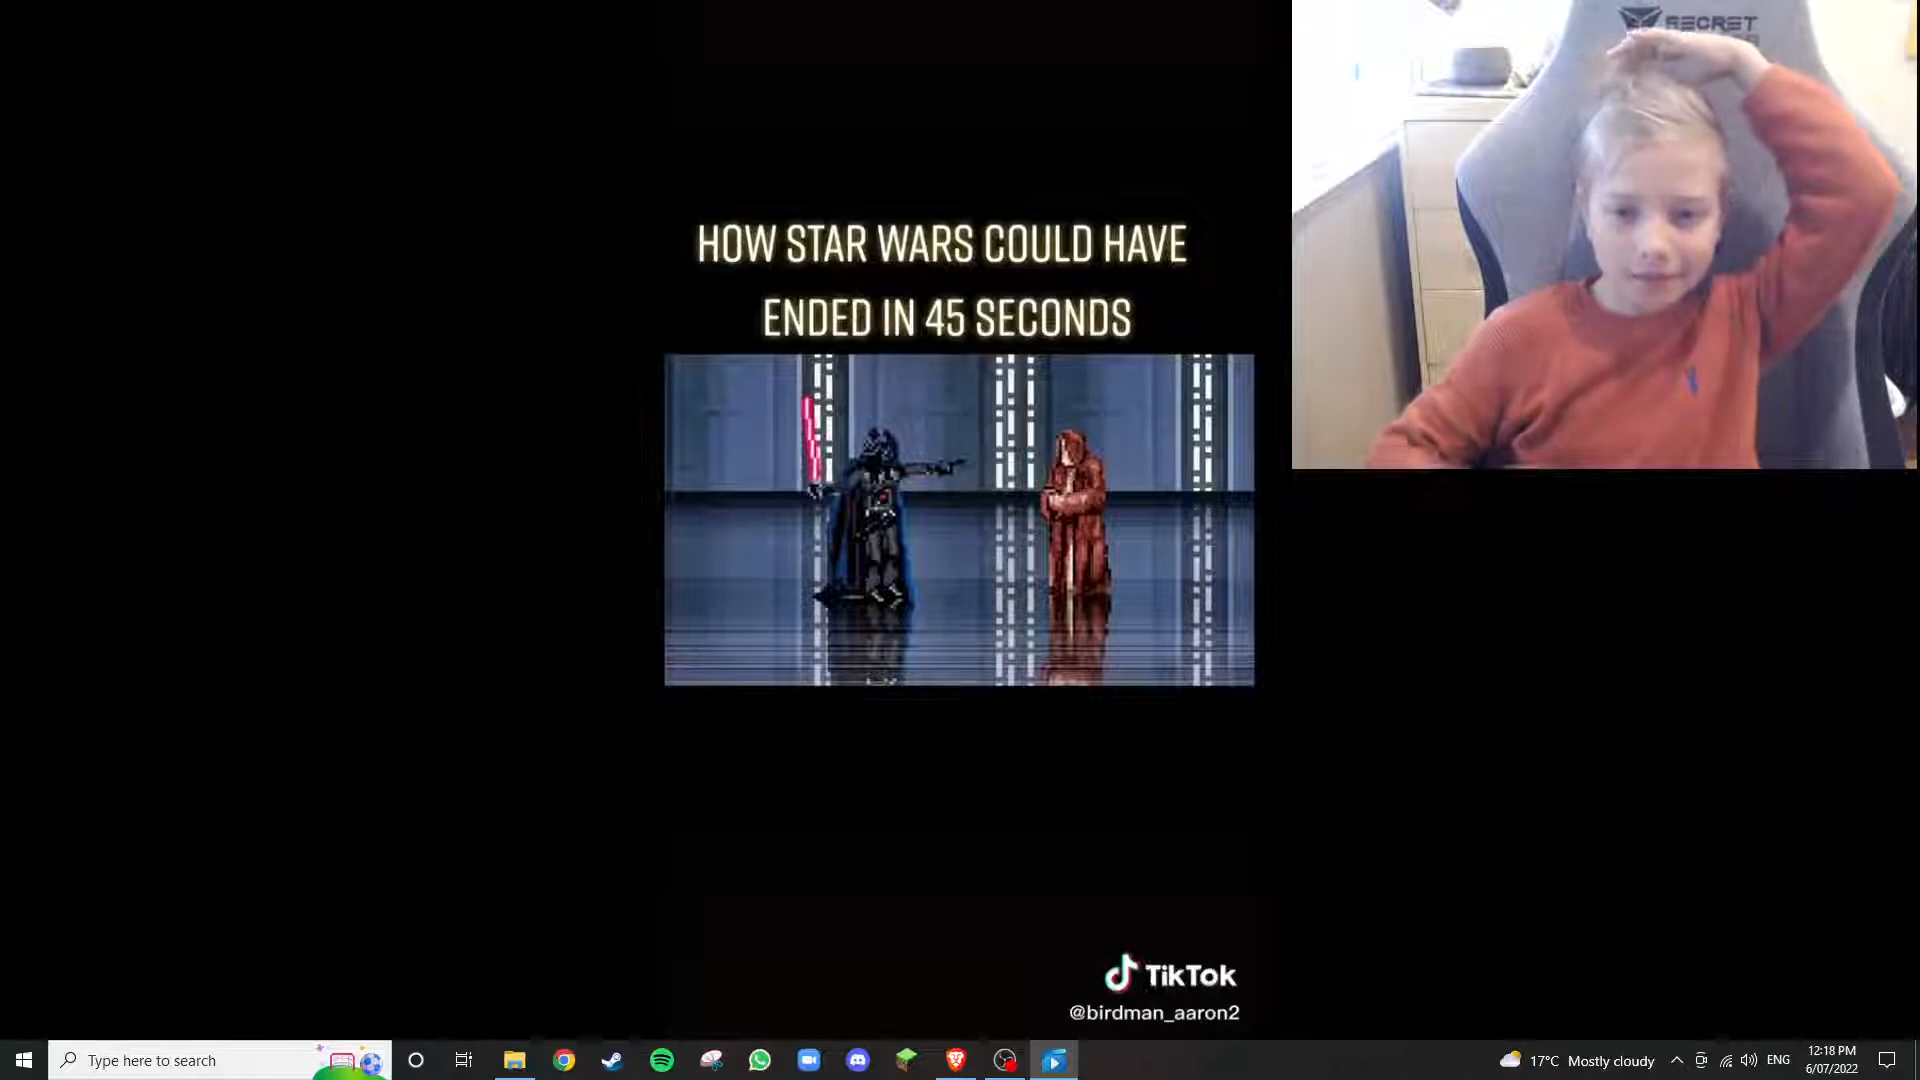 SECRET
HOW STAR WARS COULD HAVE
ENDED IN 45 SECONDS
TikTok
@birdman_aaron2
Type here to search
17°C Mostly cloudy
ENG
12:18 PM
6/07/2022